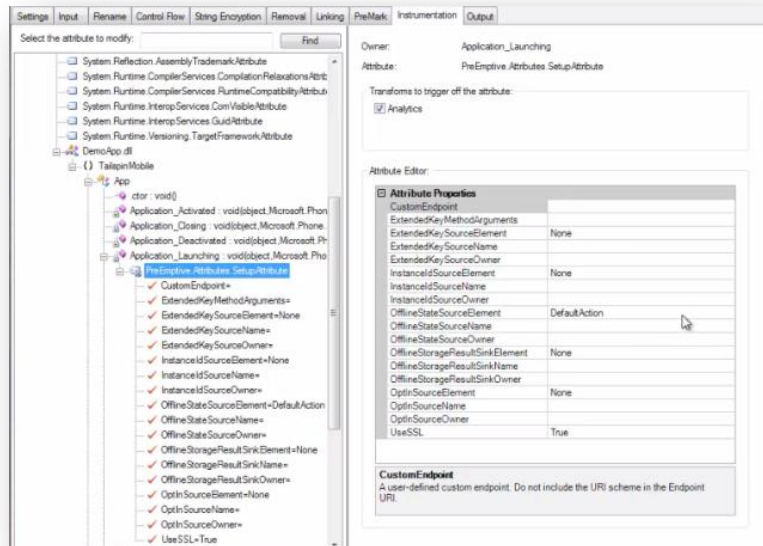 Settings Input Rename Control Flow String Encryption Removal Linking PreMark Instrumentation Output
Select the attribute to modify: Find
System.Reflection.AssemblyTrademarkAttribute
System.Runtime.CompilerServices.CompilationRelaxationsAttrib
System.Runtime.CompilerServices.RuntimeCompatibilityAttribut
System.Runtime.InteropServices.ComVisibleAttribute
System.Runtime.InteropServices.GuidAttribute
System.Runtime.Versioning.TargetFrameworkAttribute
DemoApp.dll
{} TailspinMobile
App
.ctor : void()
Application_Activated : void(object,Microsoft.Phon
Application_Closing : void(object,Microsoft.Phone.
Application_Deactivated : void(object,Microsoft.Ph
Application_Launching : void(object,Microsoft.Pho
PreEmptive.Attributes.SetupAttribute
CustomEndpoint=
ExtendedKeyMethodArguments=
ExtendedKeySourceElement=None
ExtendedKeySourceName=
ExtendedKeySourceOwner=
InstanceIdSourceElement=None
InstanceIdSourceName=
InstanceIdSourceOwner=
OfflineStateSourceElement=DefaultAction
OfflineStateSourceName=
OfflineStateSourceOwner=
OfflineStorageResultSinkElement=None
OfflineStorageResultSinkName=
OfflineStorageResultSinkOwner=
OptInSourceElement=None
OptInSourceName=
OptInSourceOwner=
UseSSL=True
Owner: Application_Launching
Attribute: PreEmptive.Attributes.SetupAttribute
Transforms to trigger off the attribute:
Analytics
Attribute Editor:
Attribute Properties
CustomEndpoint
ExtendedKeyMethodArguments
ExtendedKeySourceElement None
ExtendedKeySourceName
ExtendedKeySourceOwner
InstanceIdSourceElement None
InstanceIdSourceName
InstanceIdSourceOwner
OfflineStateSourceElement DefaultAction
OfflineStateSourceName
OfflineStateSourceOwner
OfflineStorageResultSinkElement None
OfflineStorageResultSinkName
OfflineStorageResultSinkOwner
OptInSourceElement None
OptInSourceName
OptInSourceOwner
UseSSL True
CustomEndpoint
A user-defined custom endpoint. Do not include the URI scheme in the Endpoint
URI.